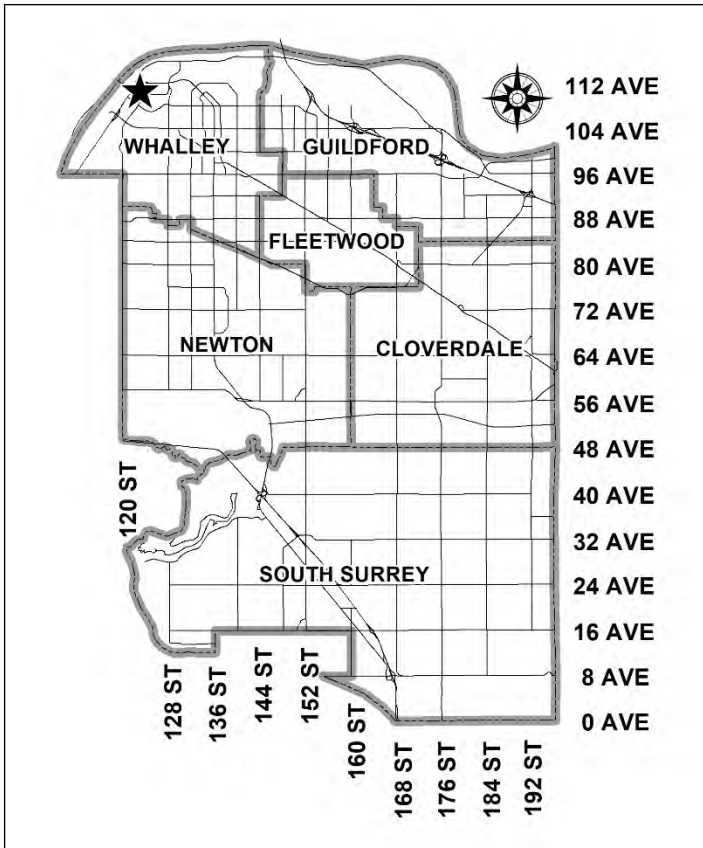 112 AVE
104 AVE
WHALLEY
GUILDFORD
96 AVE
88 AVE
FLEETWOOD
80 AVE
72 AVE
NEWTON
CLOVERDALE
64 AVE
56 AVE
48 AVE
120 ST
40 AVE
32 AVE
SOUTH SURREY
24 AVE
16 AVE
8 AVE
0 AVE
128 ST
136 ST
144 ST
152 ST
160 ST
168 ST
176 ST
184 ST
192 ST